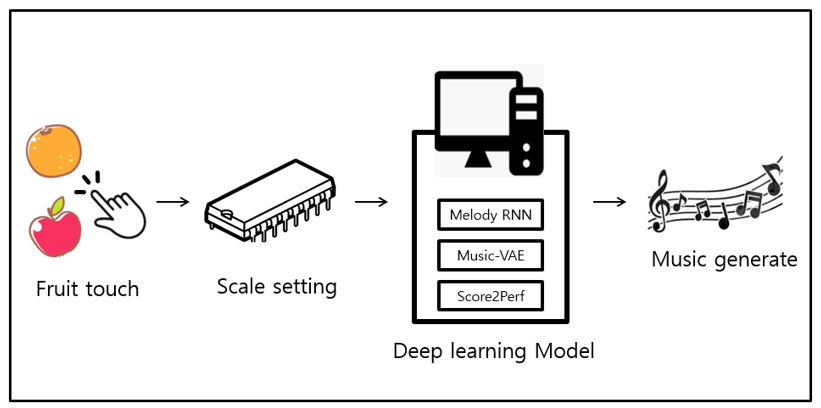 Melody RNN
Music-VAE
Score2Perf
Fruit touch
Scale setting
Deep learning Model
Music generate